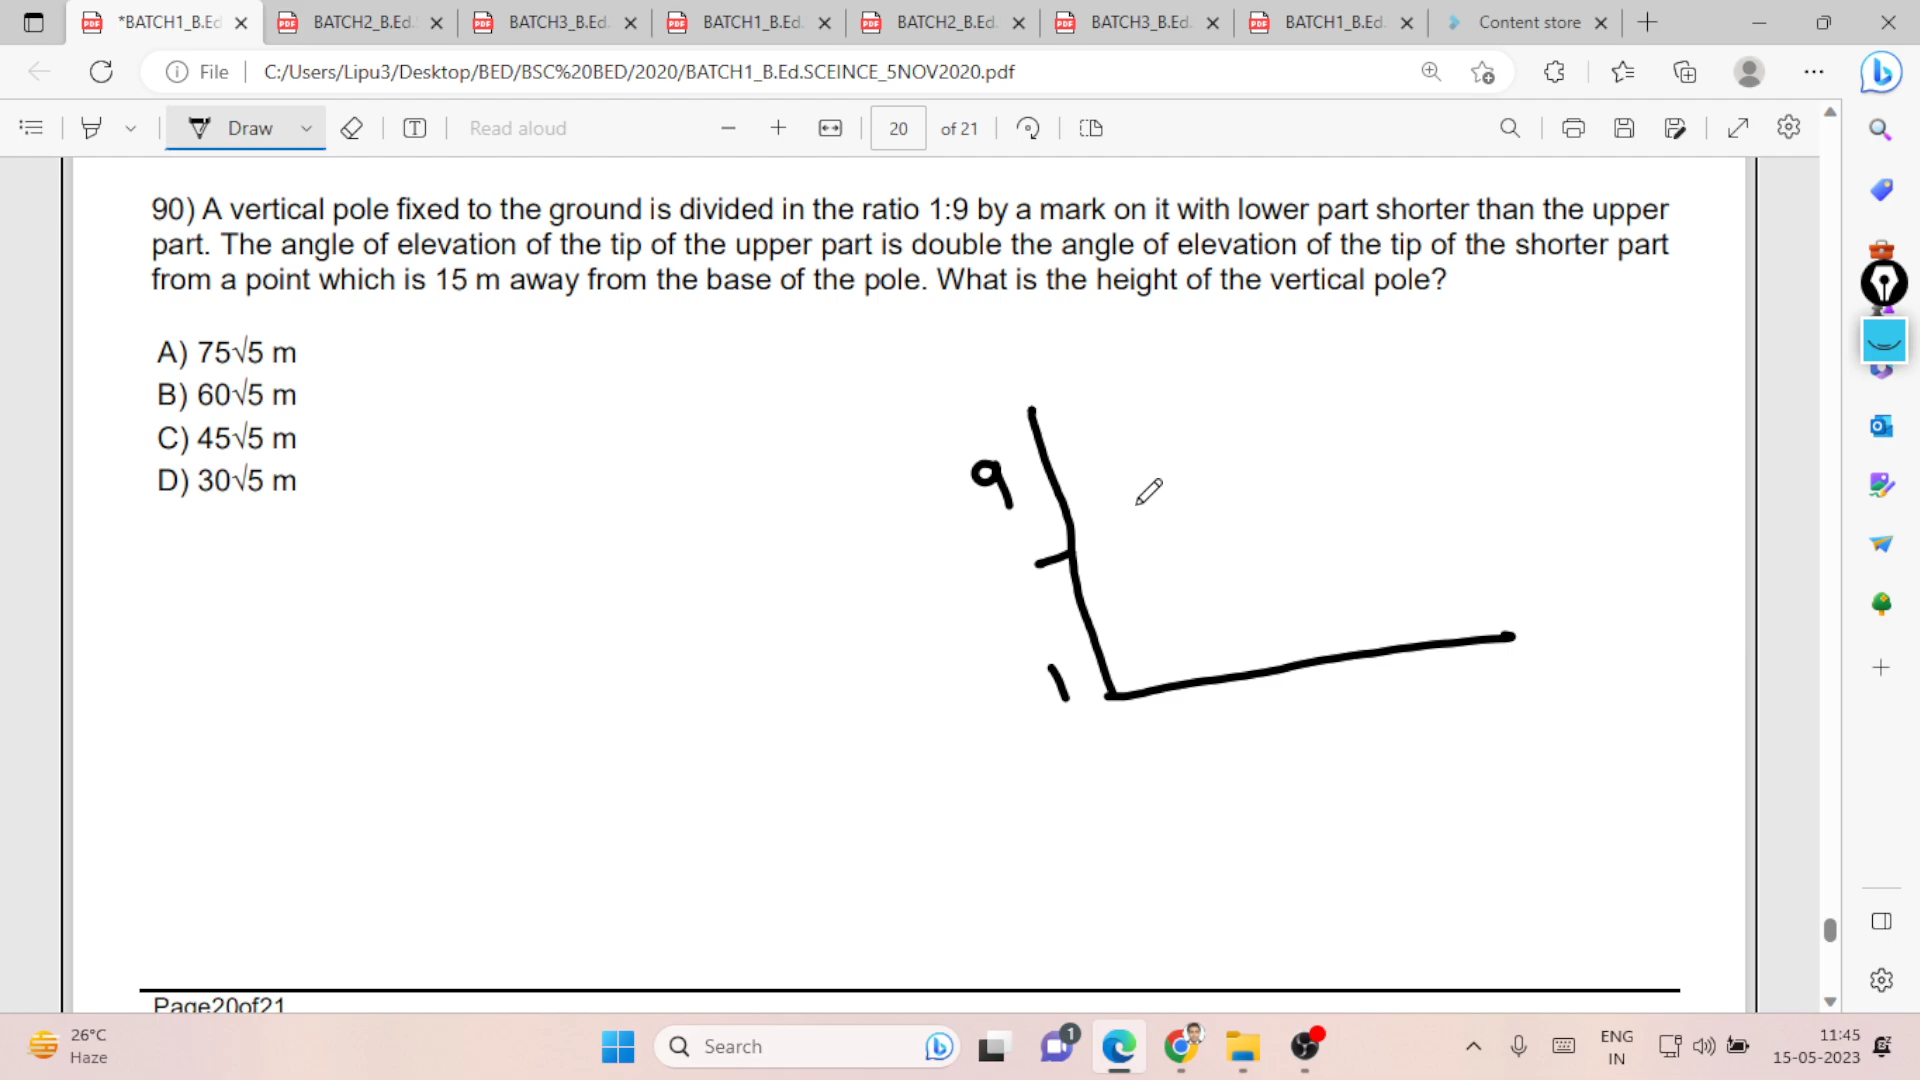 *BATCH1_B.Ed
BATCH2_B.Ed.
BATCH3_B.Ed.
BATCH1_B.Ed.
BATCH2_B.Ed.
BATCH3_B.Ed.
BATCH1_B.Ed.
Content store
File
C:/Users/Lipu3/Desktop/BED/BSC%20BED/2020/BATCH1_B.Ed.SCEINCE_5NOV2020.pdf
Draw
Read aloud
20
of 21
90) A vertical pole fixed to the ground is divided in the ratio 1:9 by a mark on it with lower part shorter than the upper
part. The angle of elevation of the tip of the upper part is double the angle of elevation of the tip of the shorter part
from a point which is 15 m away from the base of the pole. What is the height of the vertical pole?
A) 75√5 m
B) 60√5 m
C) 45√5 m
D) 30√5 m
9
1
Page20of21
26°C
Haze
Search
1
ENG
IN
11:45
15-05-2023